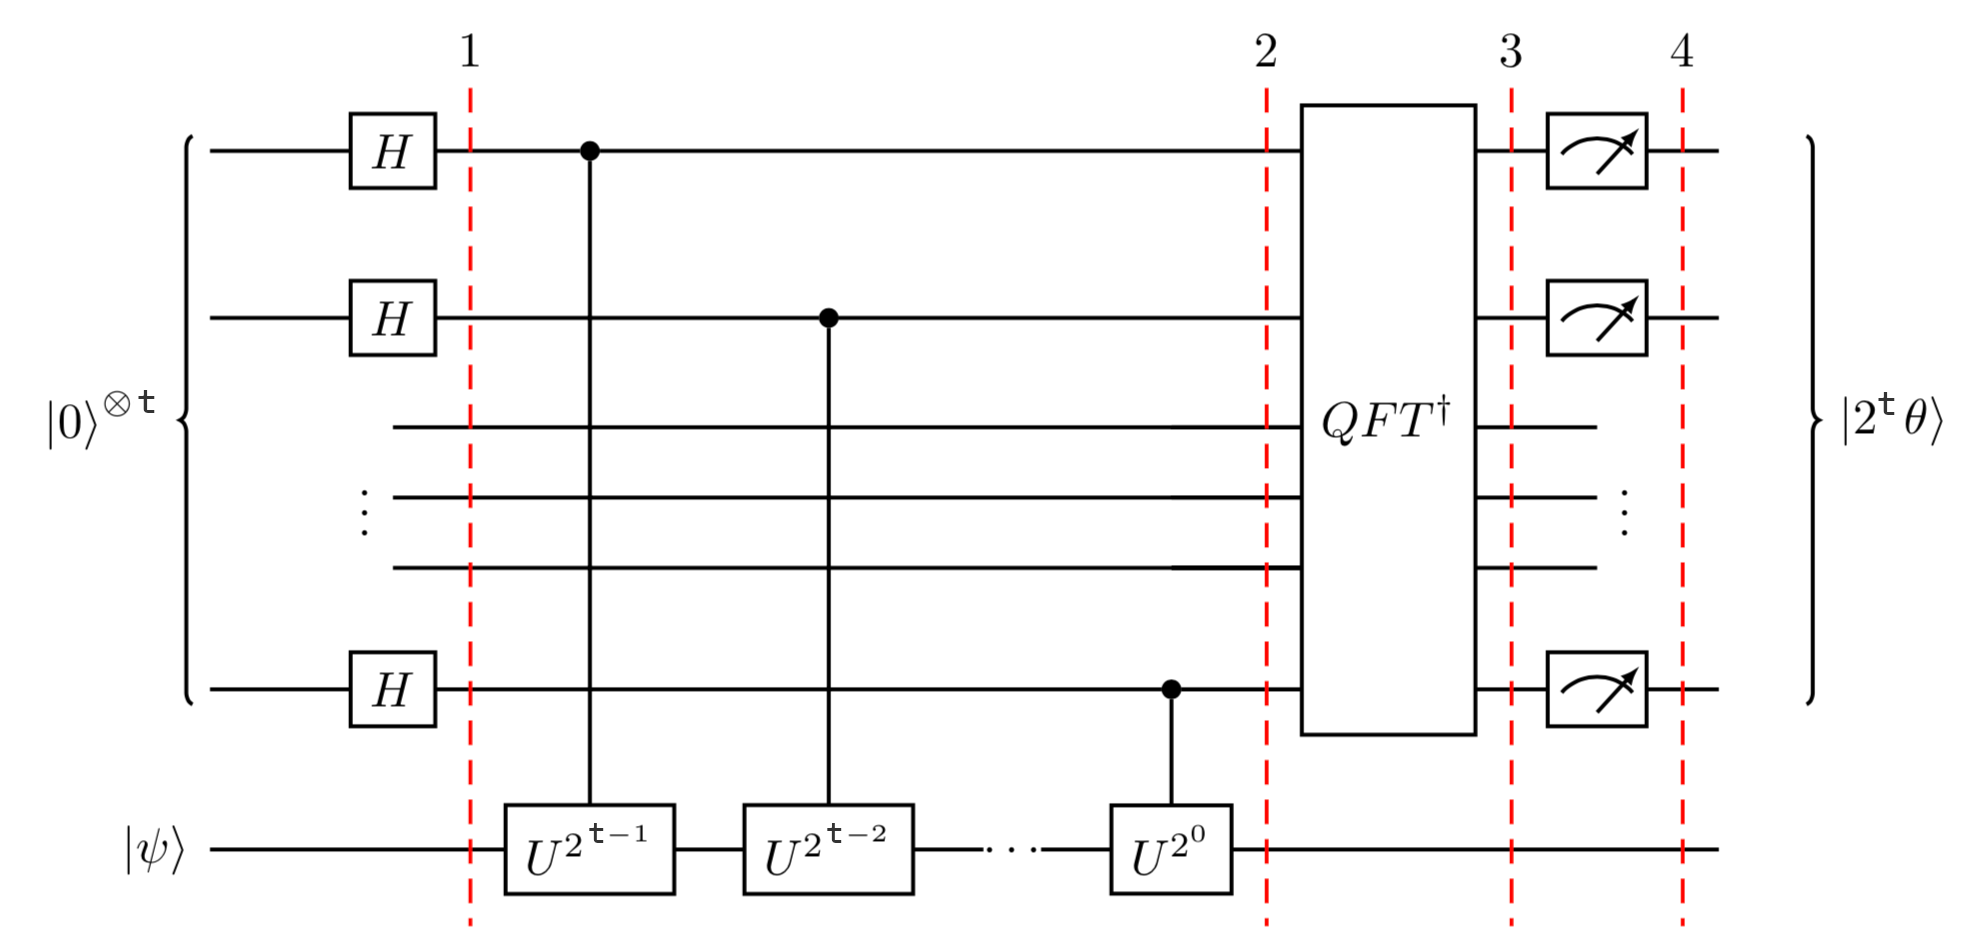 1 2 3 4
H
H
|0⟩⊗t QFT† |2tθ⟩
⋮ ⋮
H
|ψ⟩ U2t−1 U2t−2 ··· U20